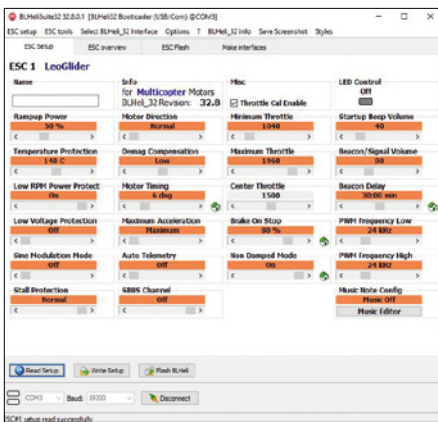 BLHeliSuite32 32.8.0.1 [BLHeli32 Bootloader (USB/Com) @COM3]
ESC setup ESC tools Select BLHeli_32 Interface Options ? BLHeli_32 info Save Screenshot Styles
ESC Setup ESC overview ESC Flash Make interfaces
ESC 1 LeoGlider
Name
Info
for Multicopter Motors
BLHeli_32 Revision: 32.8
Misc
Throttle Cal Enable
LED Control
Off
Rampup Power
50 %
Motor Direction
Normal
Minimum Throttle
1040
Startup Beep Volume
40
Temperature Protection
140 C
Demag Compensation
Low
Maximum Throttle
1960
Beacon/Signal Volume
80
Low RPM Power Protect
On
Motor Timing
6 deg
Center Throttle
1500
Beacon Delay
10:00 min
Low Voltage Protection
Off
Maximum Acceleration
Maximum
Brake On Stop
80 %
PWM Frequency Low
24 kHz
Sine Modulation Mode
Off
Auto Telemetry
Off
Non Damped Mode
On
PWM Frequency High
24 kHz
Stall Protection
Normal
SBUS Channel
Off
Music Note Config
Music Off
Music Editor
Read Setup Write Setup Flash BLHeli
COM3 Baud: 19200 Disconnect
ESC#1 setup read successfully